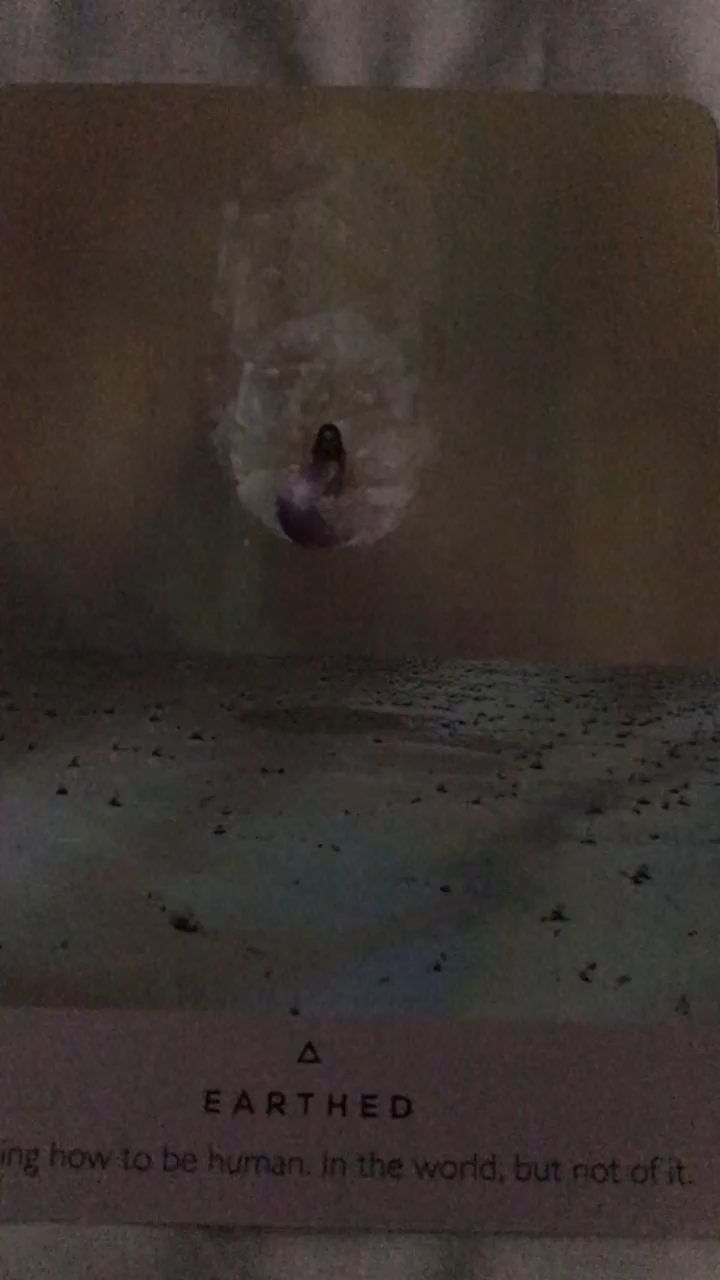 EARTHED
ing how to be human. In the world, but not of it.